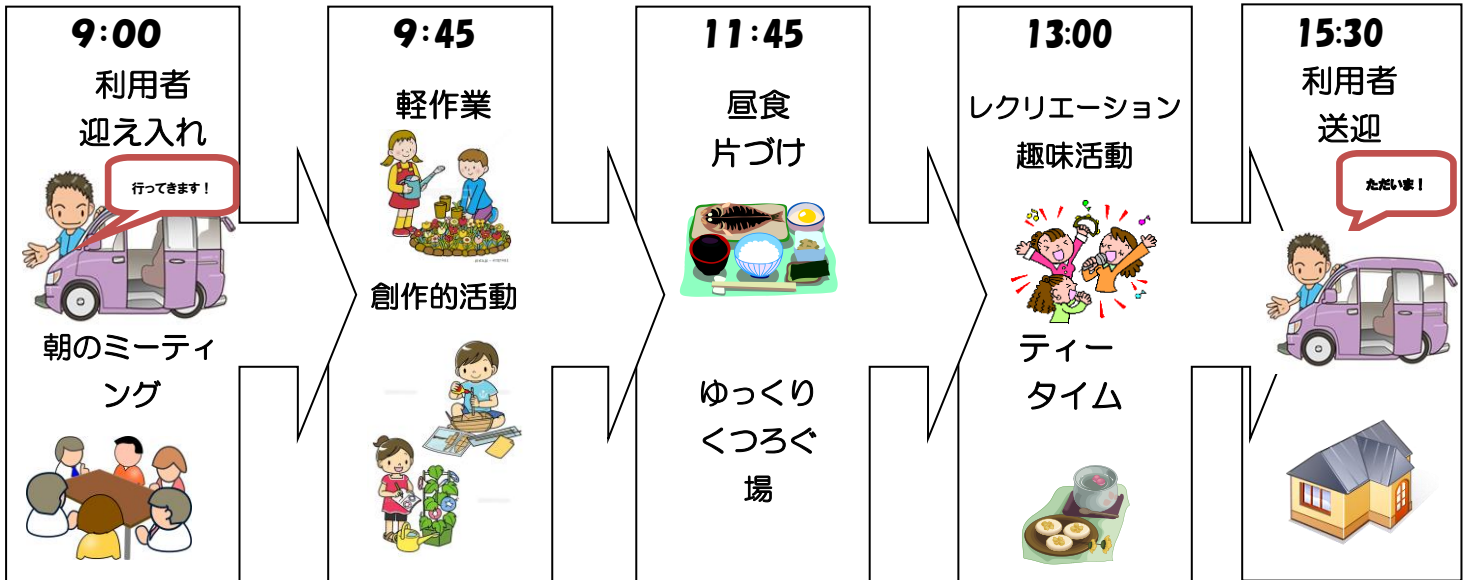 9:00
利用者
迎え入れ
行ってきます！
朝のミーティ
ング
9:45
軽作業
創作的活動
11:45
昼食
片づけ
ゆっくり
くつろぐ
場
13:00
レクリエーション
趣味活動
ティー
タイム
15:30
利用者
送迎
ただいま！